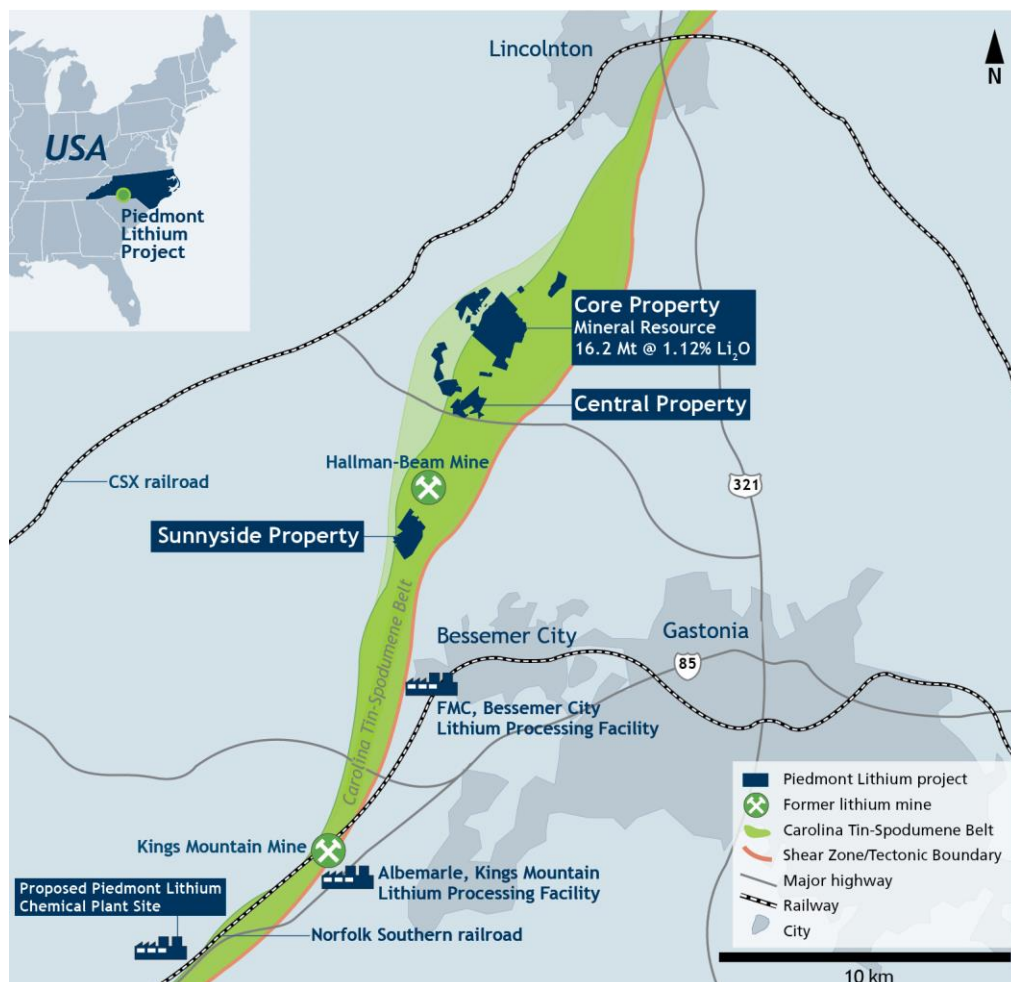 Lincolnton
N
USA
Piedmont
Lithium
Project
Core Property
Mineral Resource
16.2 Mt @ 1.12% Li₂O
Central Property
Hallman-Beam Mine
CSX railroad
321
Sunnyside Property
Carolina Tin-Spodumene Belt
Bessemer City
Gastonia
85
FMC, Bessemer City
Lithium Processing Facility
Kings Mountain Mine
Albemarle, Kings Mountain
Lithium Processing Facility
Proposed Piedmont Lithium
Chemical Plant Site
Norfolk Southern railroad
Piedmont Lithium project
Former lithium mine
Carolina Tin-Spodumene Belt
Shear Zone/Tectonic Boundary
Major highway
Railway
City
10 km